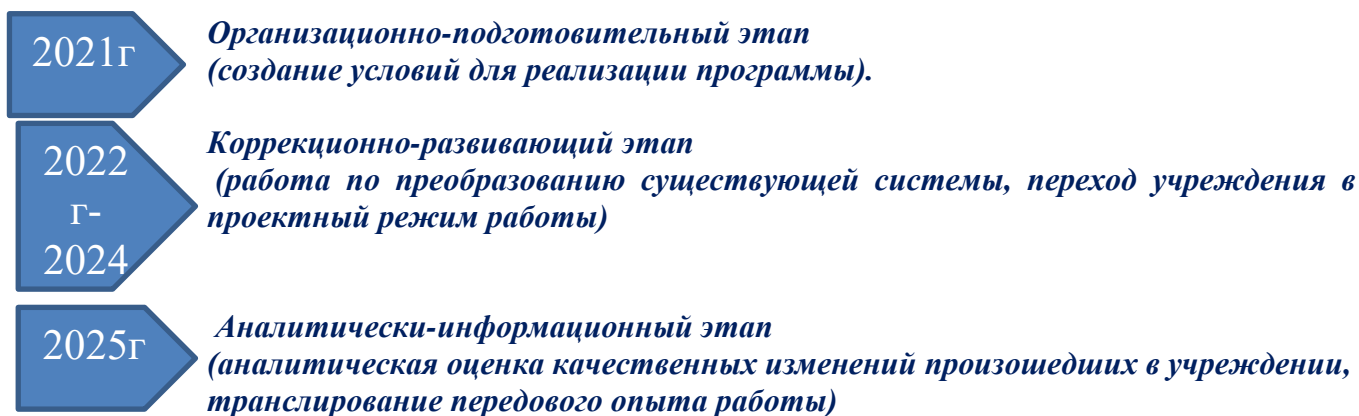 2021г
Организационно-подготовительный этап
(создание условий для реализации программы).
2022
г-
2024
Коррекционно-развивающий этап
(работа по преобразованию существующей системы, переход учреждения в
проектный режим работы)
2025г
Аналитически-информационный этап
(аналитическая оценка качественных изменений произошедших в учреждении,
транслирование передового опыта работы)